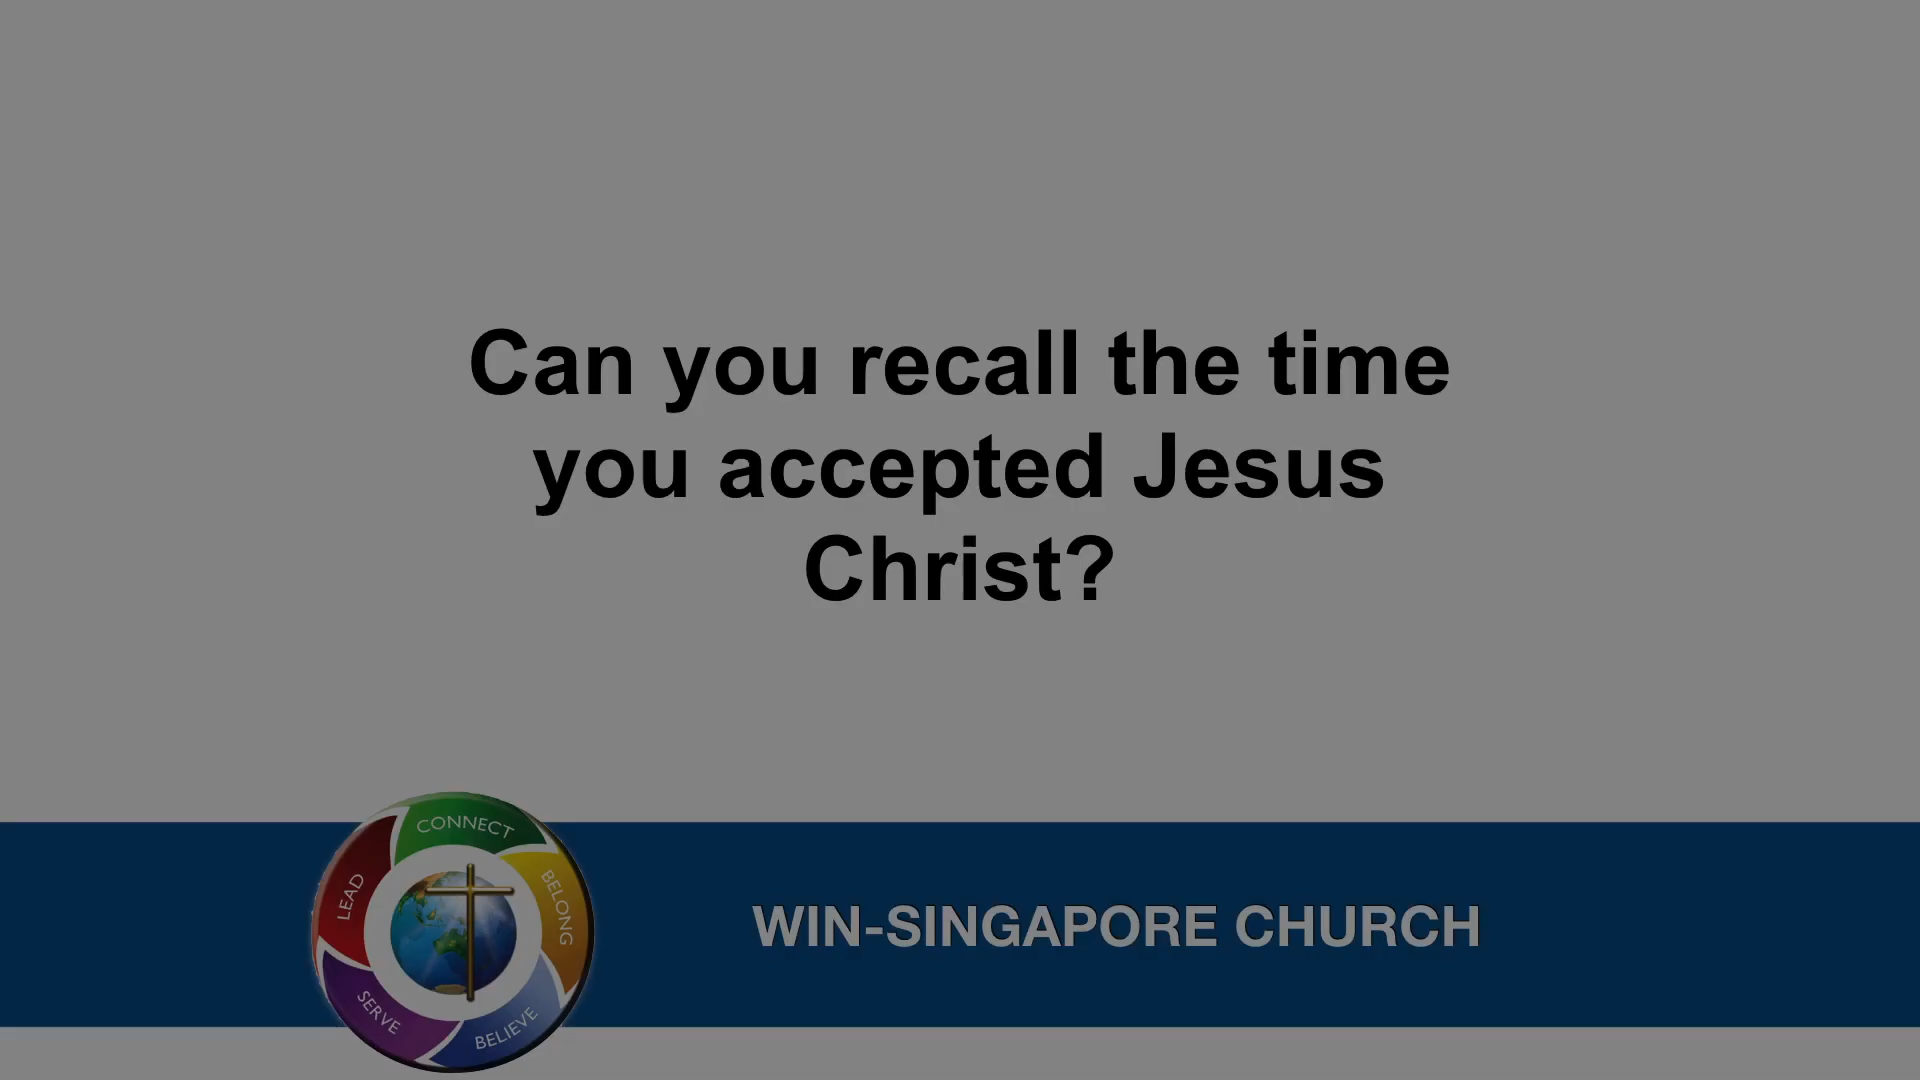 Can you recall the time
you accepted Jesus
Christ?
CONNECT
LEAD
BELONG
SERVE
BELIEVE
WIN-SINGAPORE CHURCH